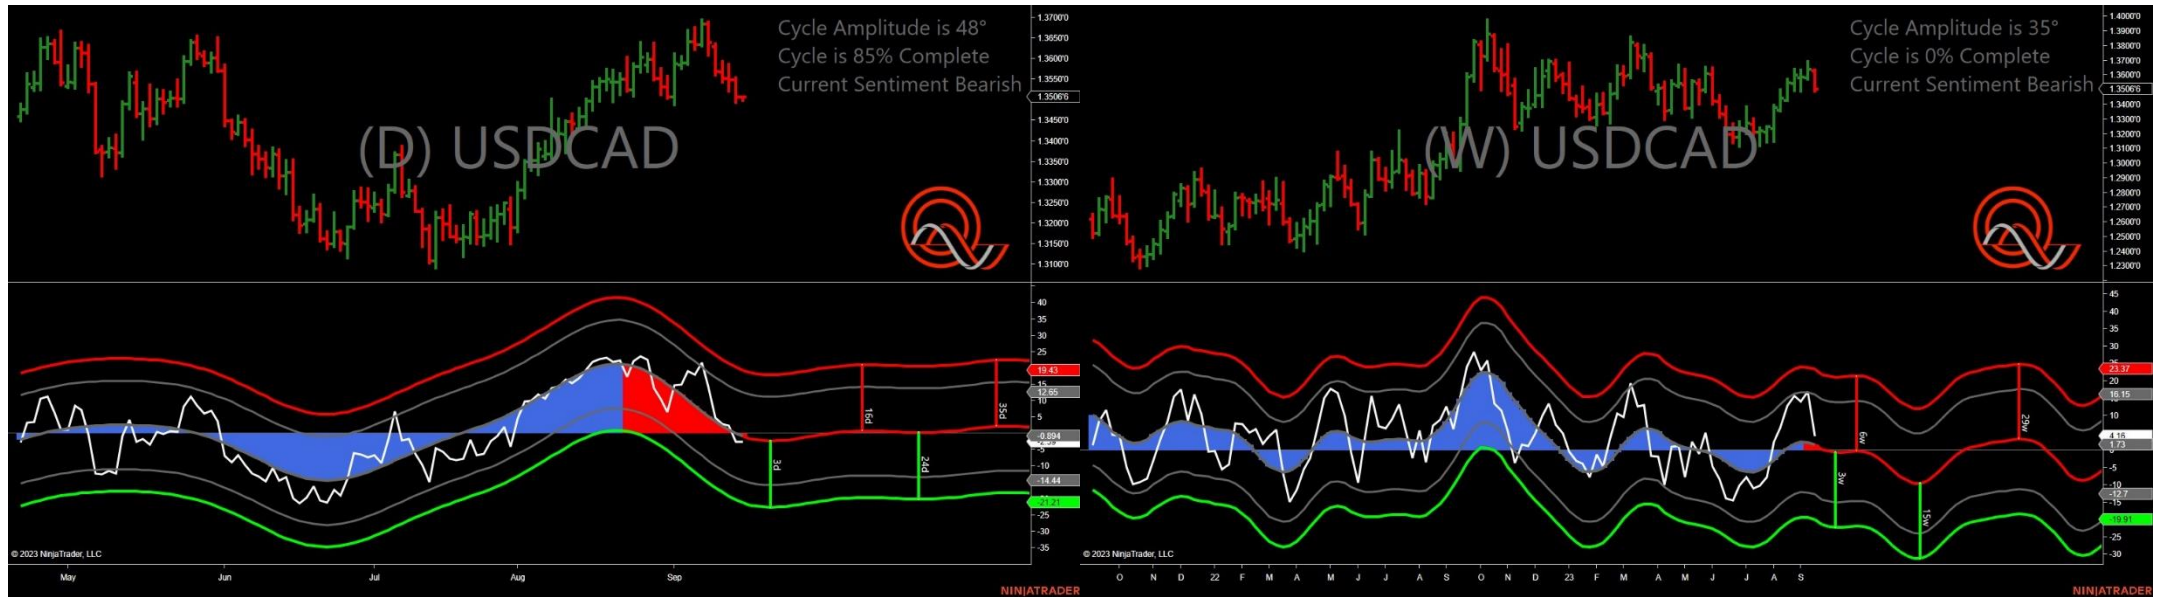 Cycle Amplitude is 48°
Cycle is 85% Complete
Current Sentiment Bearish
(D) USDCAD
1.3700'0
1.3650'0
1.3600'0
1.3550'0
1.3506'6
1.3450'0
1.3400'0
1.3350'0
1.3300'0
1.3250'0
1.3200'0
1.3150'0
1.3100'0
40
35
30
25
19.43
15
12.65
5
-0.894
-10
-14.44
-21.21
-25
-30
-35
16d
35d
3d
24d
© 2023 NinjaTrader, LLC
May Jun Jul Aug Sep
NINJATRADER
Cycle Amplitude is 35°
Cycle is 0% Complete
Current Sentiment Bearish
(W) USDCAD
1.4000'0
1.3900'0
1.3800'0
1.3700'0
1.3600'0
1.3506'6
1.3400'0
1.3300'0
1.3200'0
1.3100'0
1.3000'0
1.2900'0
1.2800'0
1.2700'0
1.2600'0
1.2500'0
1.2400'0
1.2300'0
45
40
35
30
23.37
20
16.15
10
4.16
1.73
-5
-12.7
-15
-19.91
-25
-30
6w
29w
3w
15w
© 2023 NinjaTrader, LLC
O N D 22 F M A M J J A S O N D 23 F M A M J J A S
NINJATRADER